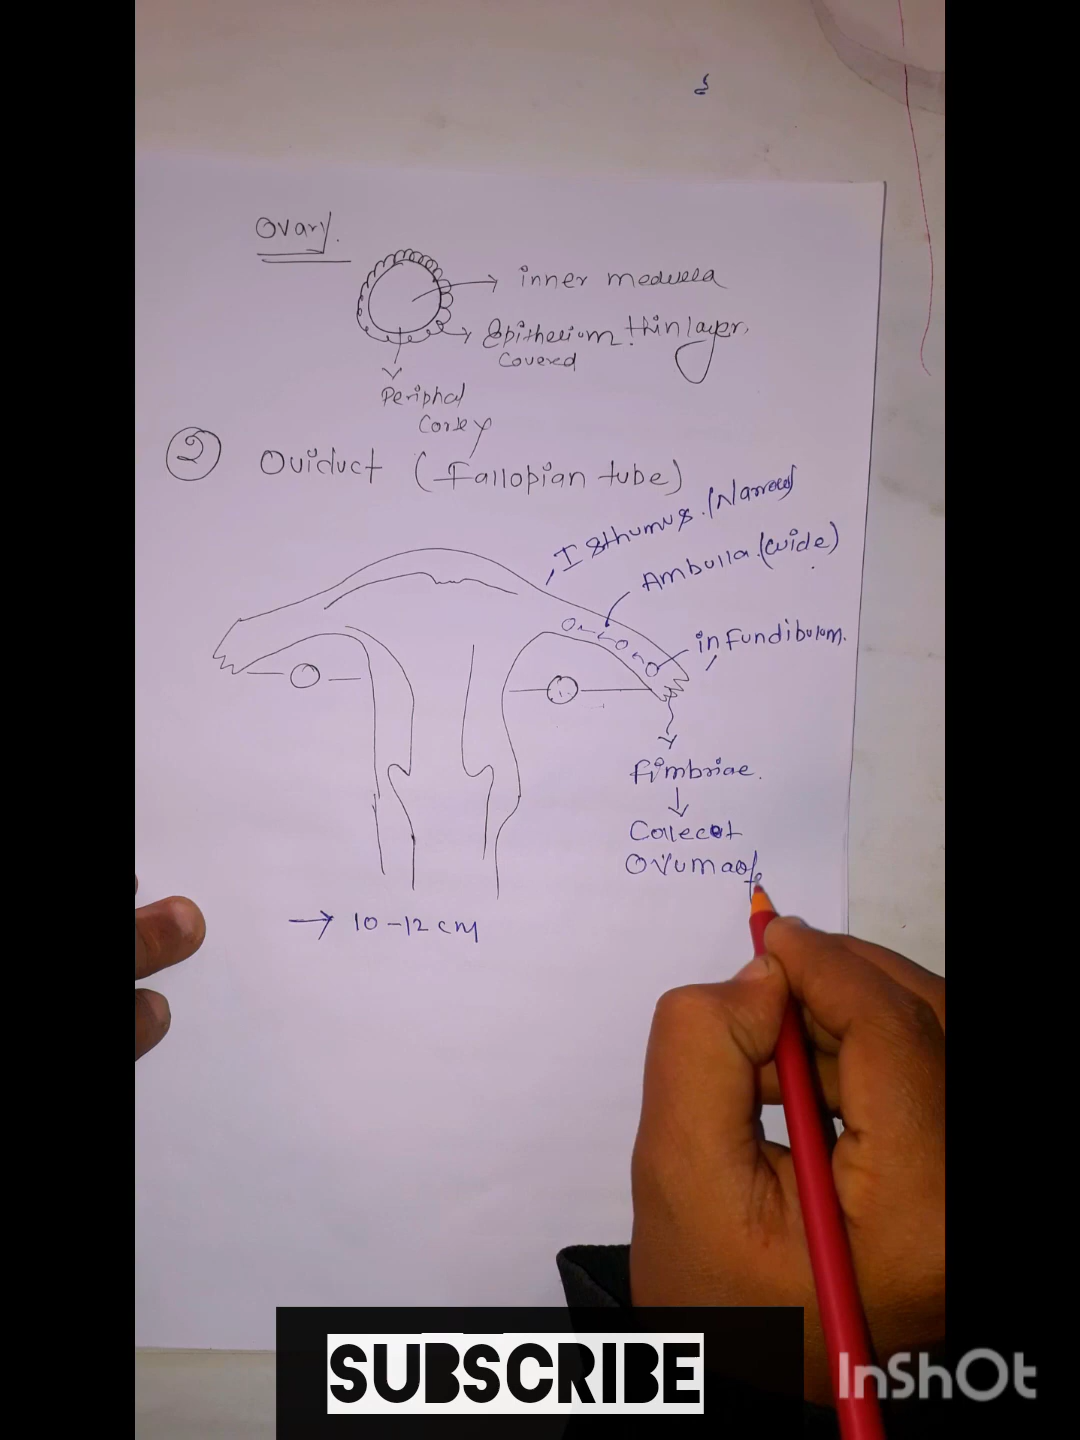 Ovary.
inner medulla
Epithelium thin layer.
Covered
Periphal
Cortex
2 Oviduct (Fallopian tube)
Isthumus. (Narrow)
Ambulla. (wide)
infundibulum.
fimbriae.
Collecot
Ovum
→ 10-12 cm
SUBSCRIBE
InShOt